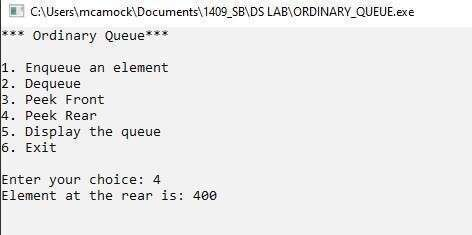 C:\Users\mcamock\Documents\1409_SB\DS LAB\ORDINARY_QUEUE.exe
*** Ordinary Queue***
1. Enqueue an element
2. Dequeue
3. Peek Front
4. Peek Rear
5. Display the queue
6. Exit
Enter your choice: 4
Element at the rear is: 400